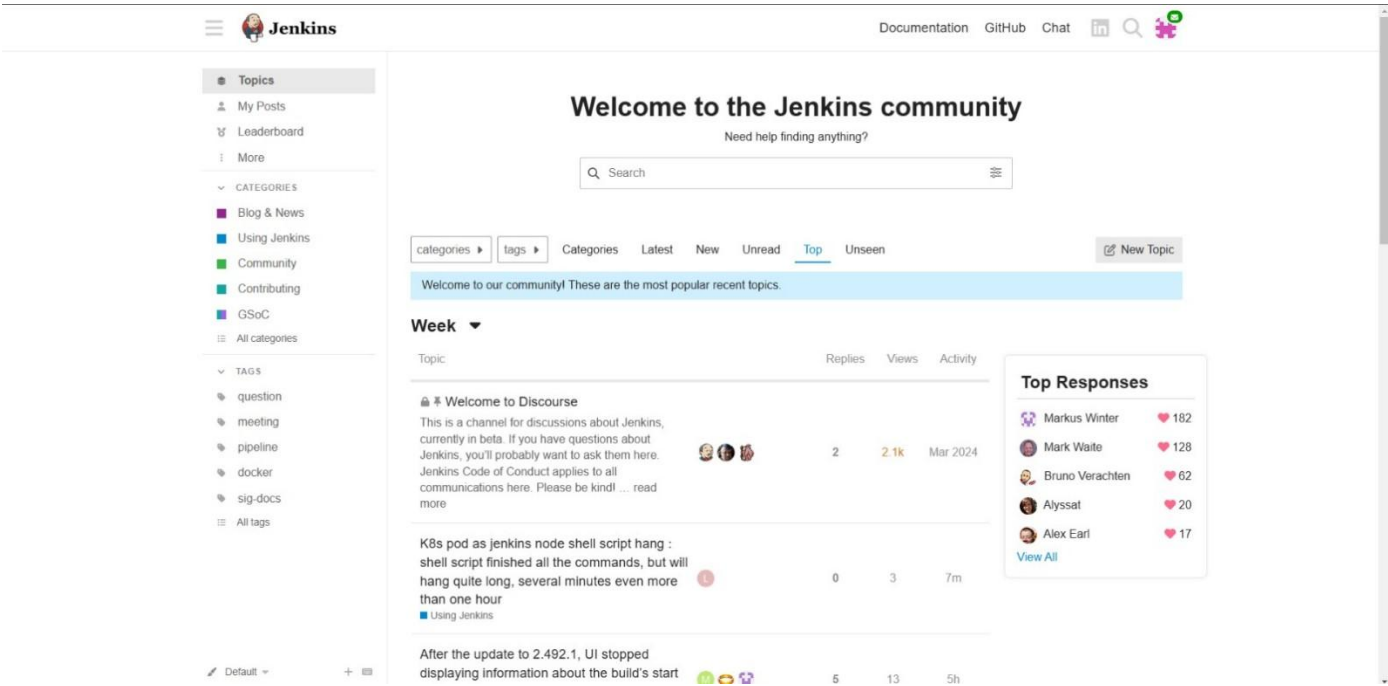 Jenkins
Documentation GitHub Chat in
Topics
My Posts
Leaderboard
More
CATEGORIES
Blog & News
Using Jenkins
Community
Contributing
GSoC
All categories
TAGS
question
meeting
pipeline
docker
sig-docs
All tags
Default
Welcome to the Jenkins community
Need help finding anything?
Search
categories tags Categories Latest New Unread Top Unseen New Topic
Welcome to our community! These are the most popular recent topics.
Week
Topic Replies Views Activity
Welcome to Discourse
This is a channel for discussions about Jenkins,
currently in beta. If you have questions about
Jenkins, you'll probably want to ask them here.
Jenkins Code of Conduct applies to all
communications here. Please be kind! … read
more
2 2.1k Mar 2024
K8s pod as jenkins node shell script hang :
shell script finished all the commands, but will
hang quite long, several minutes even more
than one hour
Using Jenkins
L 0 3 7m
After the update to 2.492.1, UI stopped
displaying information about the build's start
M 5 13 5h
Top Responses
Markus Winter 182
Mark Waite 128
Bruno Verachten 62
Alyssat 20
Alex Earl 17
View All